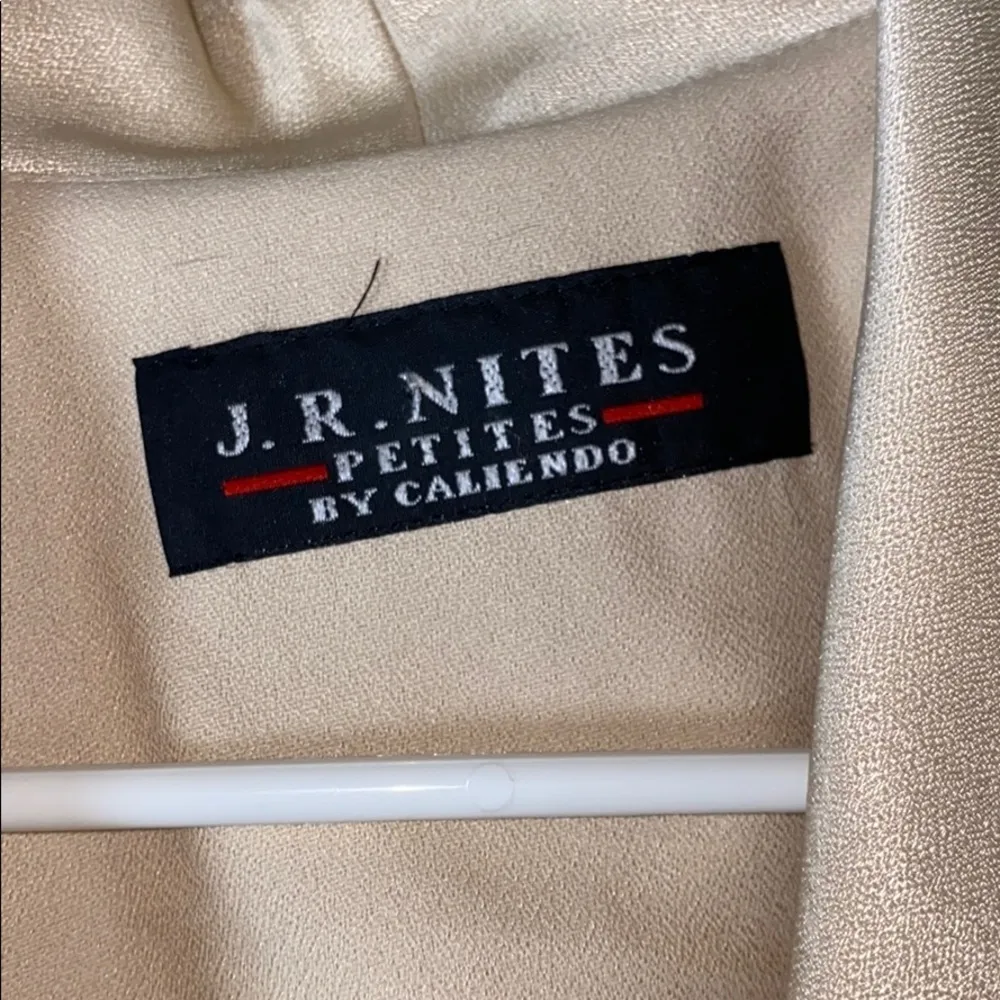 J. R. NITES
PETITES
BY CALIENDO